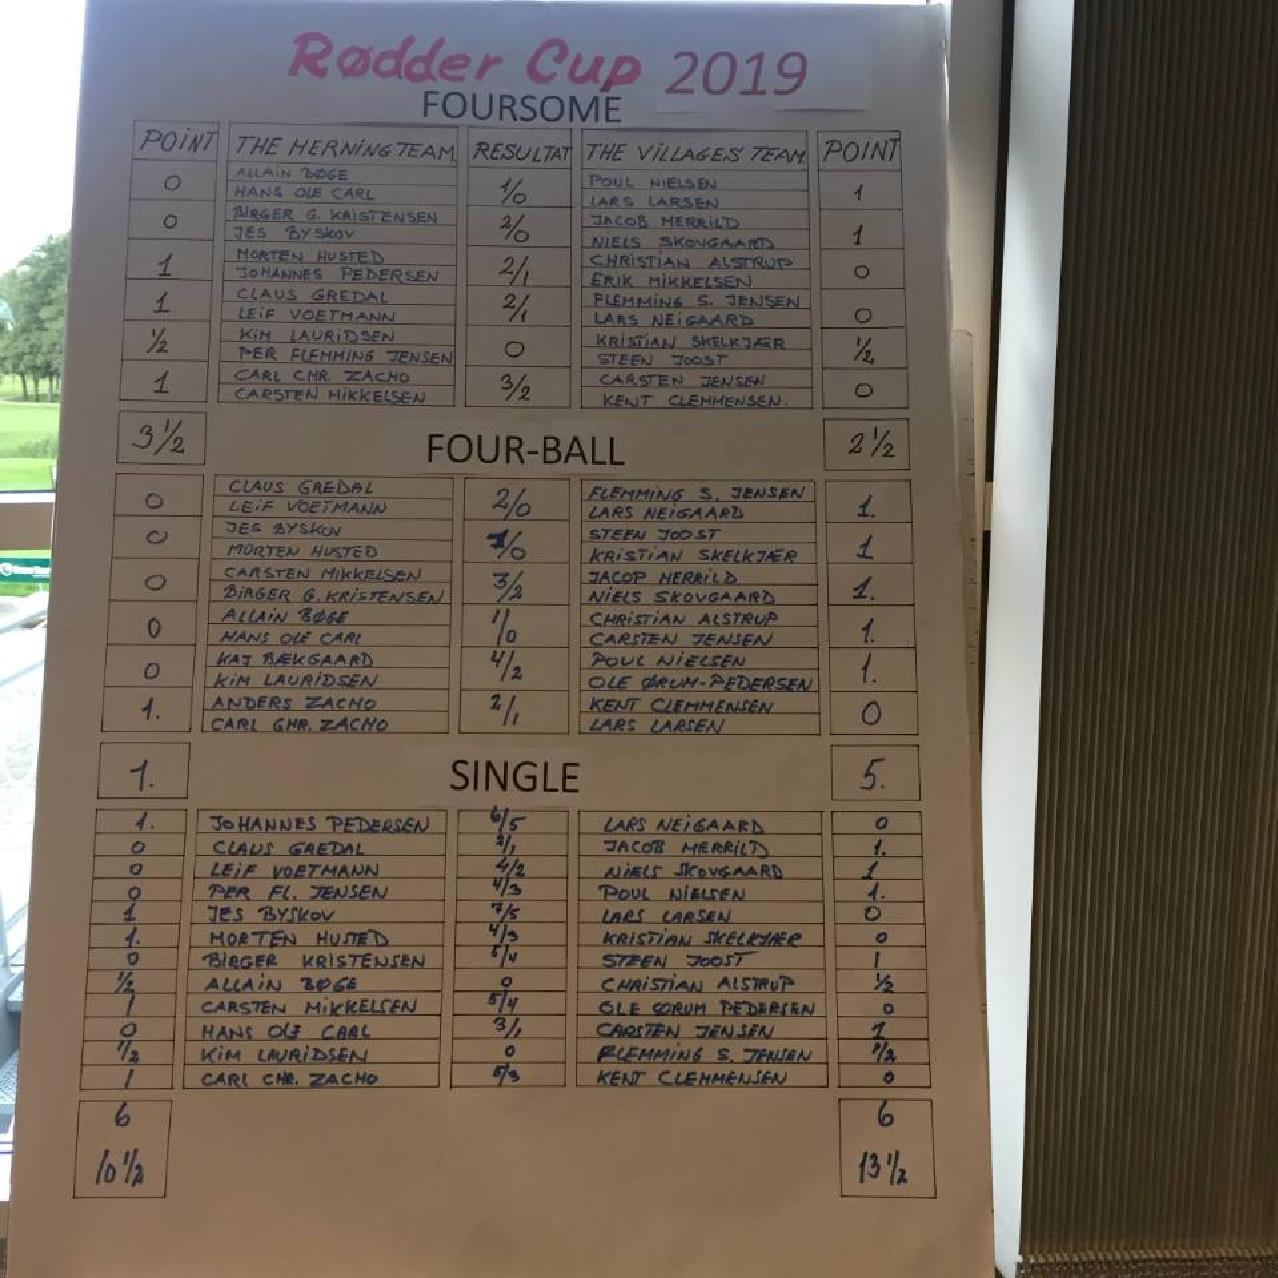 Rødder Cup 2019
FOURSOME
POINT THE HERNING TEAM RESULTAT THE VILLAGES TEAM POINT
0 ALLAIN BØGE 1/0 POUL NIELSEN 1
HANS OLE CARL LARS LARSEN
0 BIRGER G. KRISTENSEN 2/0 JACOB MERRILD 1
JES BYSKOV NIELS SKOVGAARD
1 MORTEN HUSTED 2/1 CHRISTIAN ALSTRUP 0
JOHANNES PEDERSEN ERIK MIKKELSEN
1 CLAUS GREDAL 2/1 FLEMMING S. JENSEN 0
LEIF VOETMANN LARS NEIGAARD
½ KIM LAURIDSEN 0 KRISTIAN SKELKJÆR ½
PER FLEMMING JENSEN STEEN JOOST
1 CARL CHR. ZACHO 3/2 CARSTEN JENSEN 0
CARSTEN MIKKELSEN KENT CLEMMENSEN.
3 ½ FOUR-BALL 2 ½
0 CLAUS GREDAL 2/0 FLEMMING S. JENSEN 1.
LEIF VOETMANN LARS NEIGAARD
0 JES BYSKOV 1/0 STEEN JOOST 1
MORTEN HUSTED KRISTIAN SKELKJÆR
0 CARSTEN MIKKELSEN 3/2 JACOP MERRILD 1.
BIRGER G. KRISTENSEN NIELS SKOVGAARD
0 ALLAIN BØGE 1/0 CHRISTIAN ALSTRUP 1.
HANS OLE CARL CARSTEN JENSEN
0 KAJ BÆKGAARD 4/2 POUL NIELSEN 1.
KIM LAURIDSEN OLE ØRUM-PEDERSEN
1. ANDERS ZACHO 2/1 KENT CLEMMENSEN 0
CARL CHR. ZACHO LARS LARSEN
1. SINGLE 5.
1. JOHANNES PEDERSEN 6/5 LARS NEIGAARD 0
0 CLAUS GREDAL 2/1 JACOB MERRILD 1.
0 LEIF VOETMANN 4/2 NIELS SKOVGAARD 1
0 PER FL. JENSEN 4/3 POUL NIELSEN 1.
1 JES BYSKOV 7/5 LARS LARSEN 0
1. MORTEN HUSTED 4/3 KRISTIAN SKELKJÆR 0
0 BIRGER KRISTENSEN 5/4 STEEN JOOST 1
½ ALLAIN BØGE 0 CHRISTIAN ALSTRUP ½
1 CARSTEN MIKKELSEN 5/4 OLE ØRUM PEDERSEN 0
0 HANS OLE CARL 3/1 CARSTEN JENSEN 1
½ KIM LAURIDSEN 0 FLEMMING S. JENSEN ½
1 CARL CHR. ZACHO 5/3 KENT CLEMMENSEN 0
6 6
10 ½ 13 ½